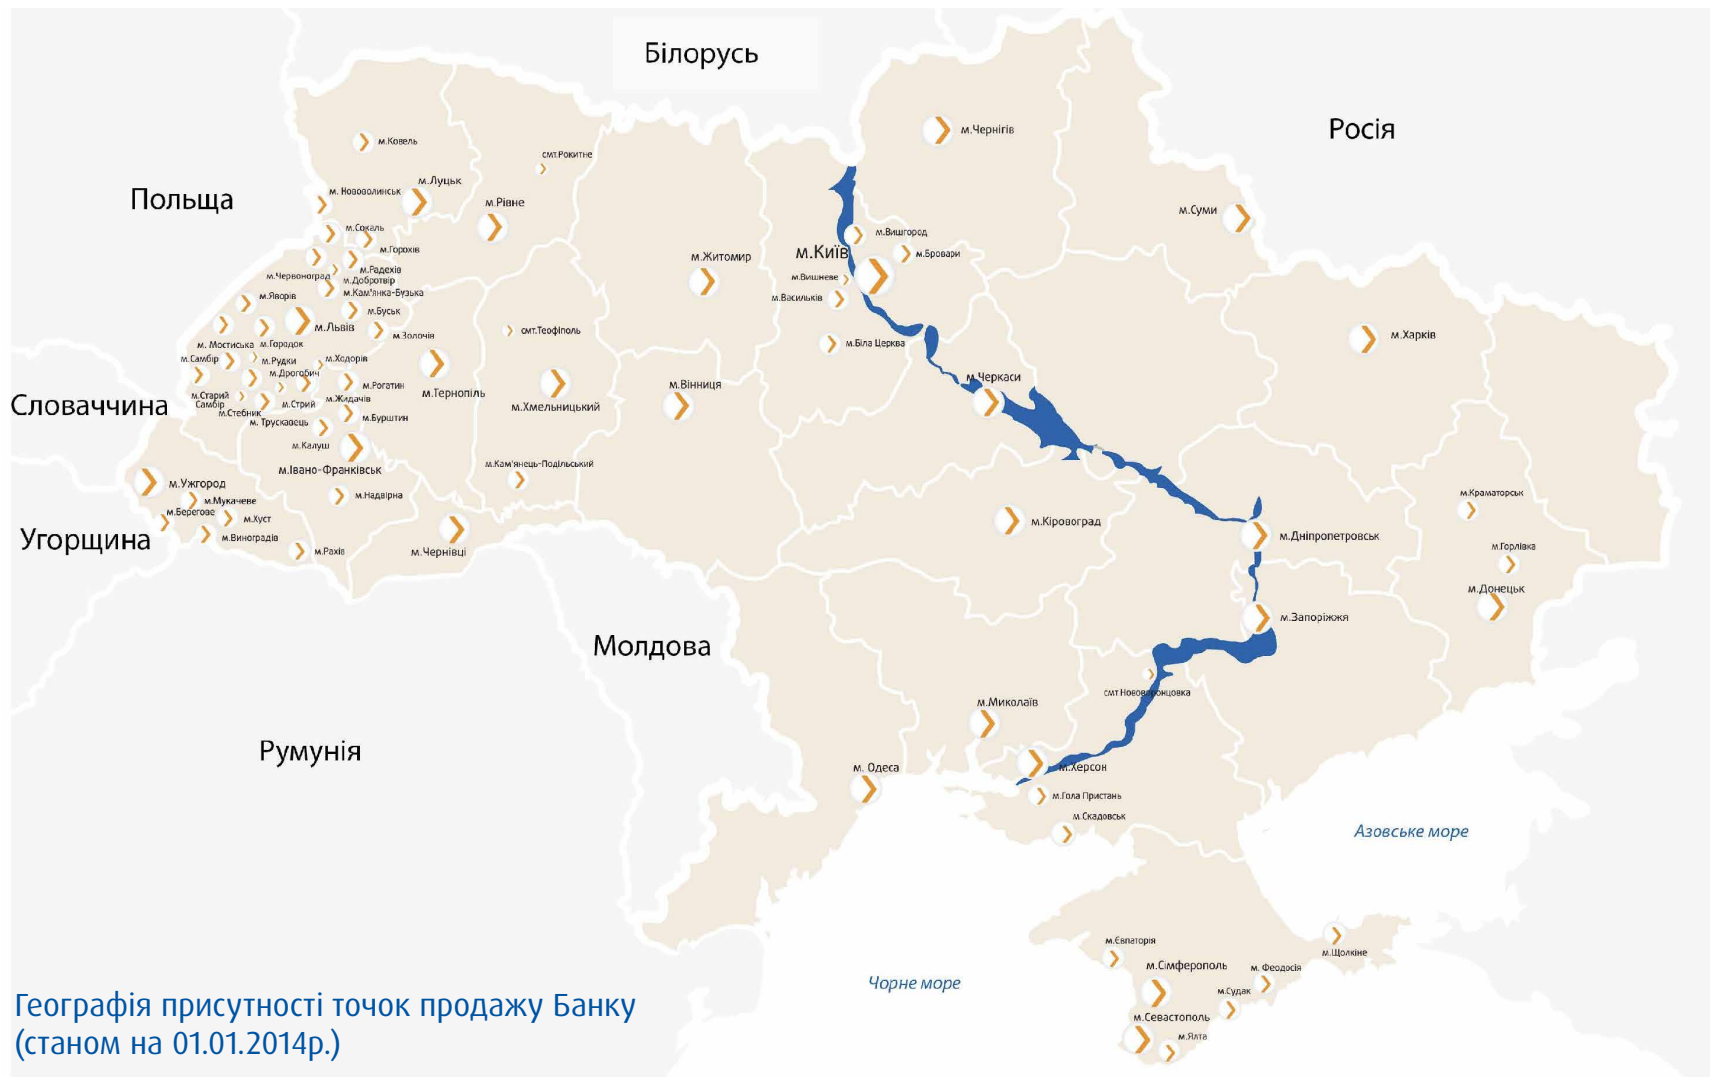 Білорусь
Росія
Польща
Словаччина
Угорщина
Румунія
Молдова
м.Ковель
смт.Рокитне
м. Нововолинськ
м.Луцьк
м.Рівне
м.Сокаль
м.Горохів
м.Червоноград
м.Радехів
м.Добротвір
м.Кам'янка-Бузька
м.Яворів
м.Буськ
м.Львів
м.Золочів
м. Мостиська
м.Городок
м.Самбір
м.Рудки
м.Ходорів
м.Дрогобич
м.Рогатин
м.Старий
Самбір
м.Стрий
м.Жидачів
м.Стебник
м. Трускавець
м.Бурштин
м.Калуш
м.Івано-Франківськ
м.Надвірна
м.Тернопіль
смт.Теофіполь
м.Хмельницький
м.Кам'янець-Подільський
м.Чернівці
м.Ужгород
м.Мукачеве
м.Берегове
м.Хуст
м.Виноградів
м.Рахів
м.Житомир
м.Вінниця
м.Чернігів
м.Суми
м.Вишгород
м.Київ
м.Бровари
м.Вишневе
м.Васильків
м.Біла Церква
м.Черкаси
м.Харків
м.Кіровоград
м.Дніпропетровськ
м.Краматорськ
м.Горлівка
м.Донецьк
м.Запоріжжя
смт Нововоронцовка
м.Миколаїв
м.Херсон
м. Одеса
м.Гола Пристань
м.Скадовськ
Азовське море
Чорне море
м.Євпаторія
м.Сімферополь
м. Феодосія
м.Щолкіне
м.Судак
м.Севастополь
м.Ялта
Географія присутності точок продажу Банку
(станом на 01.01.2014р.)